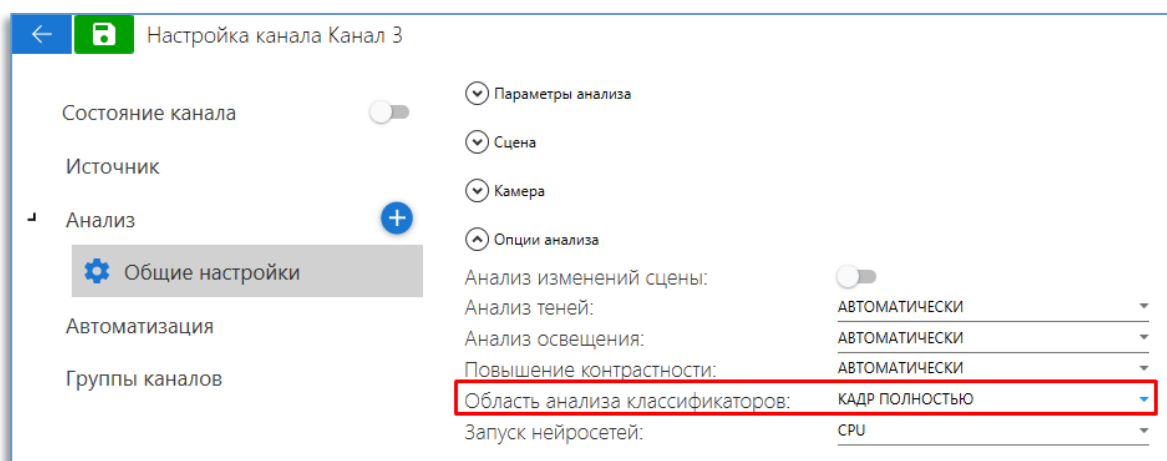 Настройка канала Канал 3
Состояние канала
Источник
Анализ
Общие настройки
Автоматизация
Группы каналов
Параметры анализа
Сцена
Камера
Опции анализа
Анализ изменений сцены:
Анализ теней: АВТОМАТИЧЕСКИ
Анализ освещения: АВТОМАТИЧЕСКИ
Повышение контрастности: АВТОМАТИЧЕСКИ
Область анализа классификаторов: КАДР ПОЛНОСТЬЮ
Запуск нейросетей: CPU